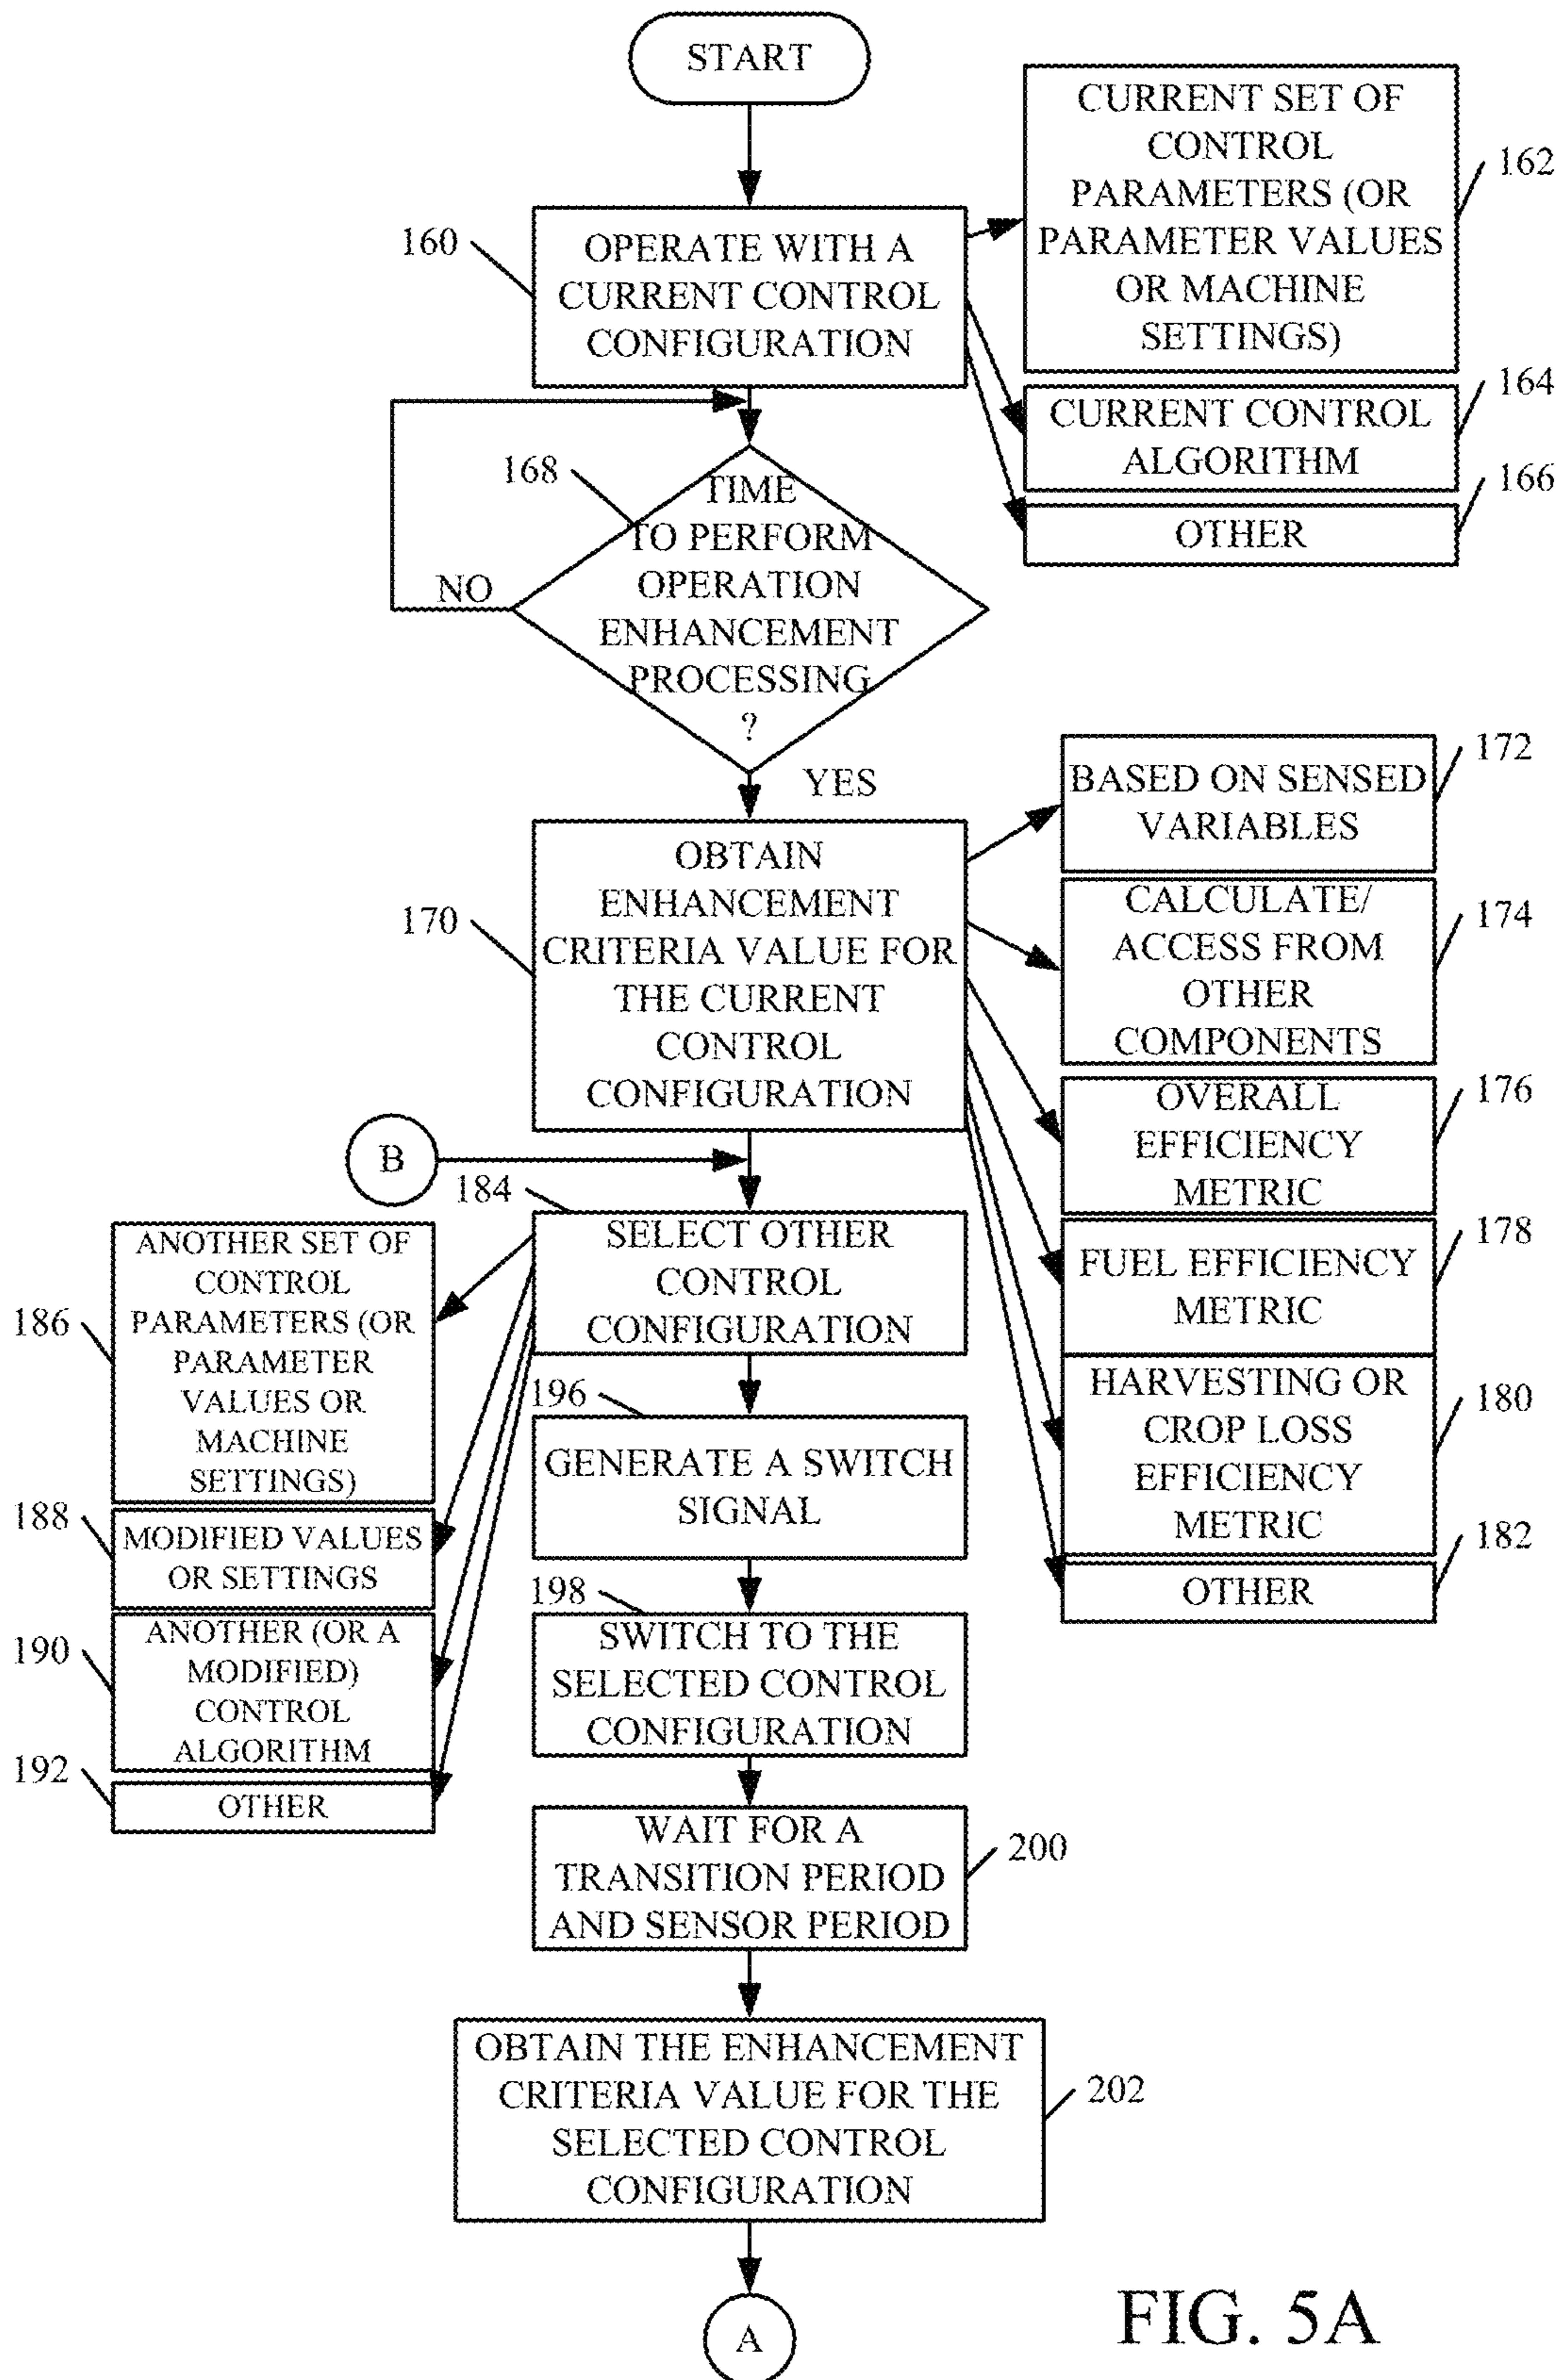 START
CURRENT SET OF
CONTROL
PARAMETERS (OR
PARAMETER VALUES
OR MACHINE
SETTINGS)
162
160
OPERATE WITH A
CURRENT CONTROL
CONFIGURATION
164
CURRENT CONTROL
ALGORITHM
166
OTHER
168
TIME
TO PERFORM
OPERATION
ENHANCEMENT
PROCESSING
?
NO
YES
172
BASED ON SENSED
VARIABLES
170
OBTAIN
ENHANCEMENT
CRITERIA VALUE FOR
THE CURRENT
CONTROL
CONFIGURATION
174
CALCULATE/
ACCESS FROM
OTHER
COMPONENTS
176
OVERALL
EFFICIENCY
METRIC
B
184
SELECT OTHER
CONTROL
CONFIGURATION
178
FUEL EFFICIENCY
METRIC
186
ANOTHER SET OF
CONTROL
PARAMETERS (OR
PARAMETER
VALUES OR
MACHINE
SETTINGS)
196
GENERATE A SWITCH
SIGNAL
180
HARVESTING OR
CROP LOSS
EFFICIENCY
METRIC
188
MODIFIED VALUES
OR SETTINGS
182
OTHER
198
SWITCH TO THE
SELECTED CONTROL
CONFIGURATION
190
ANOTHER (OR A
MODIFIED)
CONTROL
ALGORITHM
192
OTHER
WAIT FOR A
TRANSITION PERIOD
AND SENSOR PERIOD
200
OBTAIN THE ENHANCEMENT
CRITERIA VALUE FOR THE
SELECTED CONTROL
CONFIGURATION
202
A
FIG. 5A